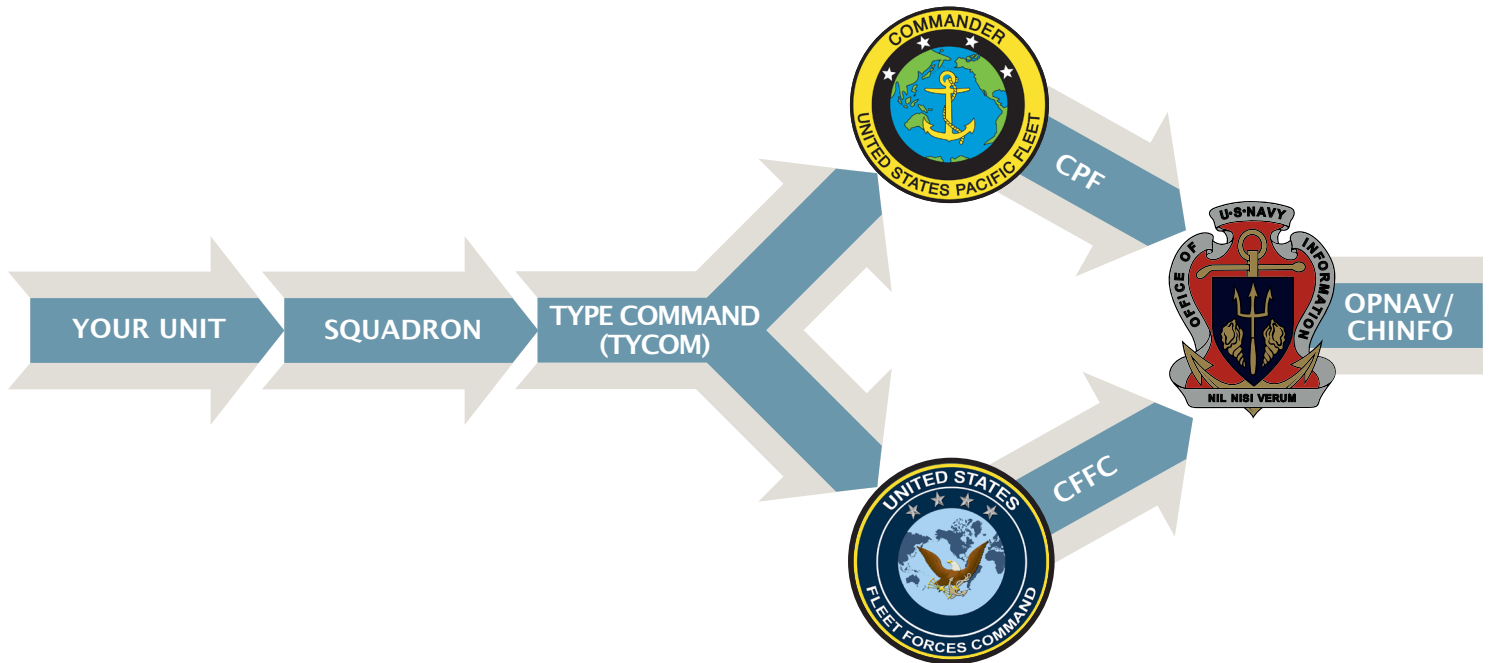 YOUR UNIT
SQUADRON
TYPE COMMAND
(TYCOM)
COMMANDER
UNITED STATES PACIFIC FLEET
CPF
UNITED STATES
FLEET FORCES COMMAND
CFFC
U·S·NAVY
OFFICE OF
INFORMATION
NIL NISI VERUM
OPNAV/
CHINFO